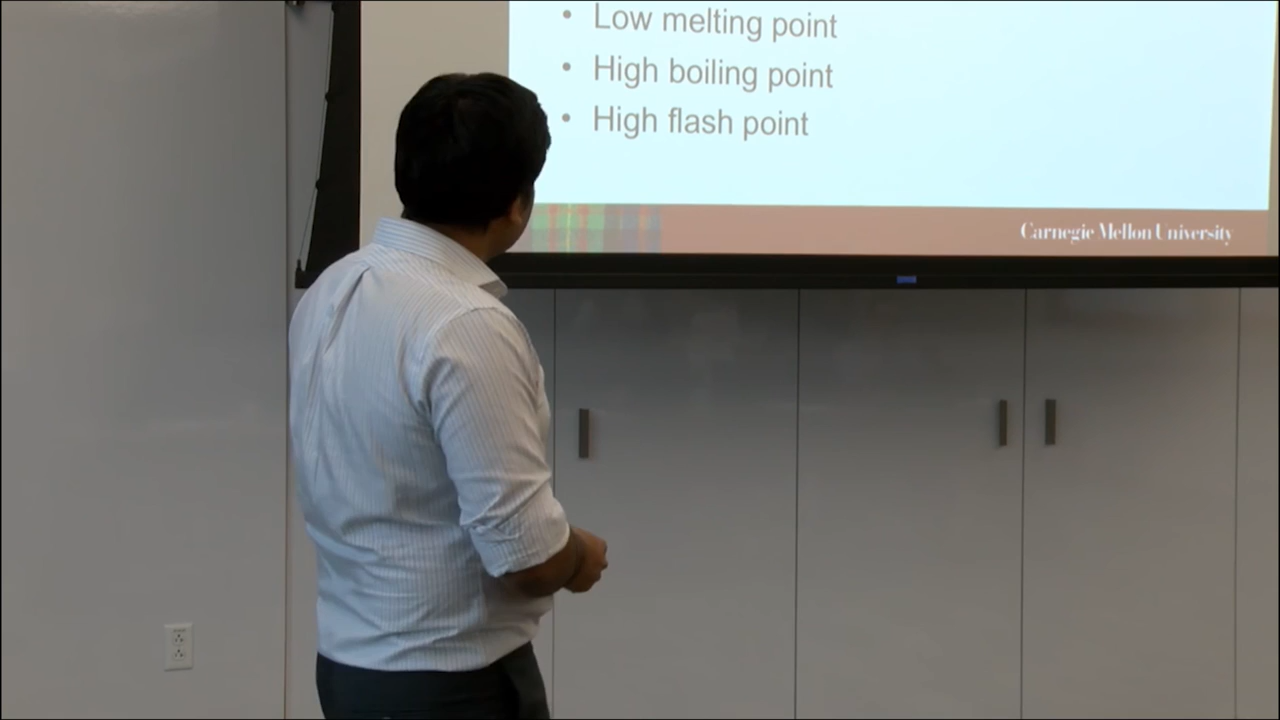 • Low melting point
• High boiling point
• High flash point
Carnegie Mellon University